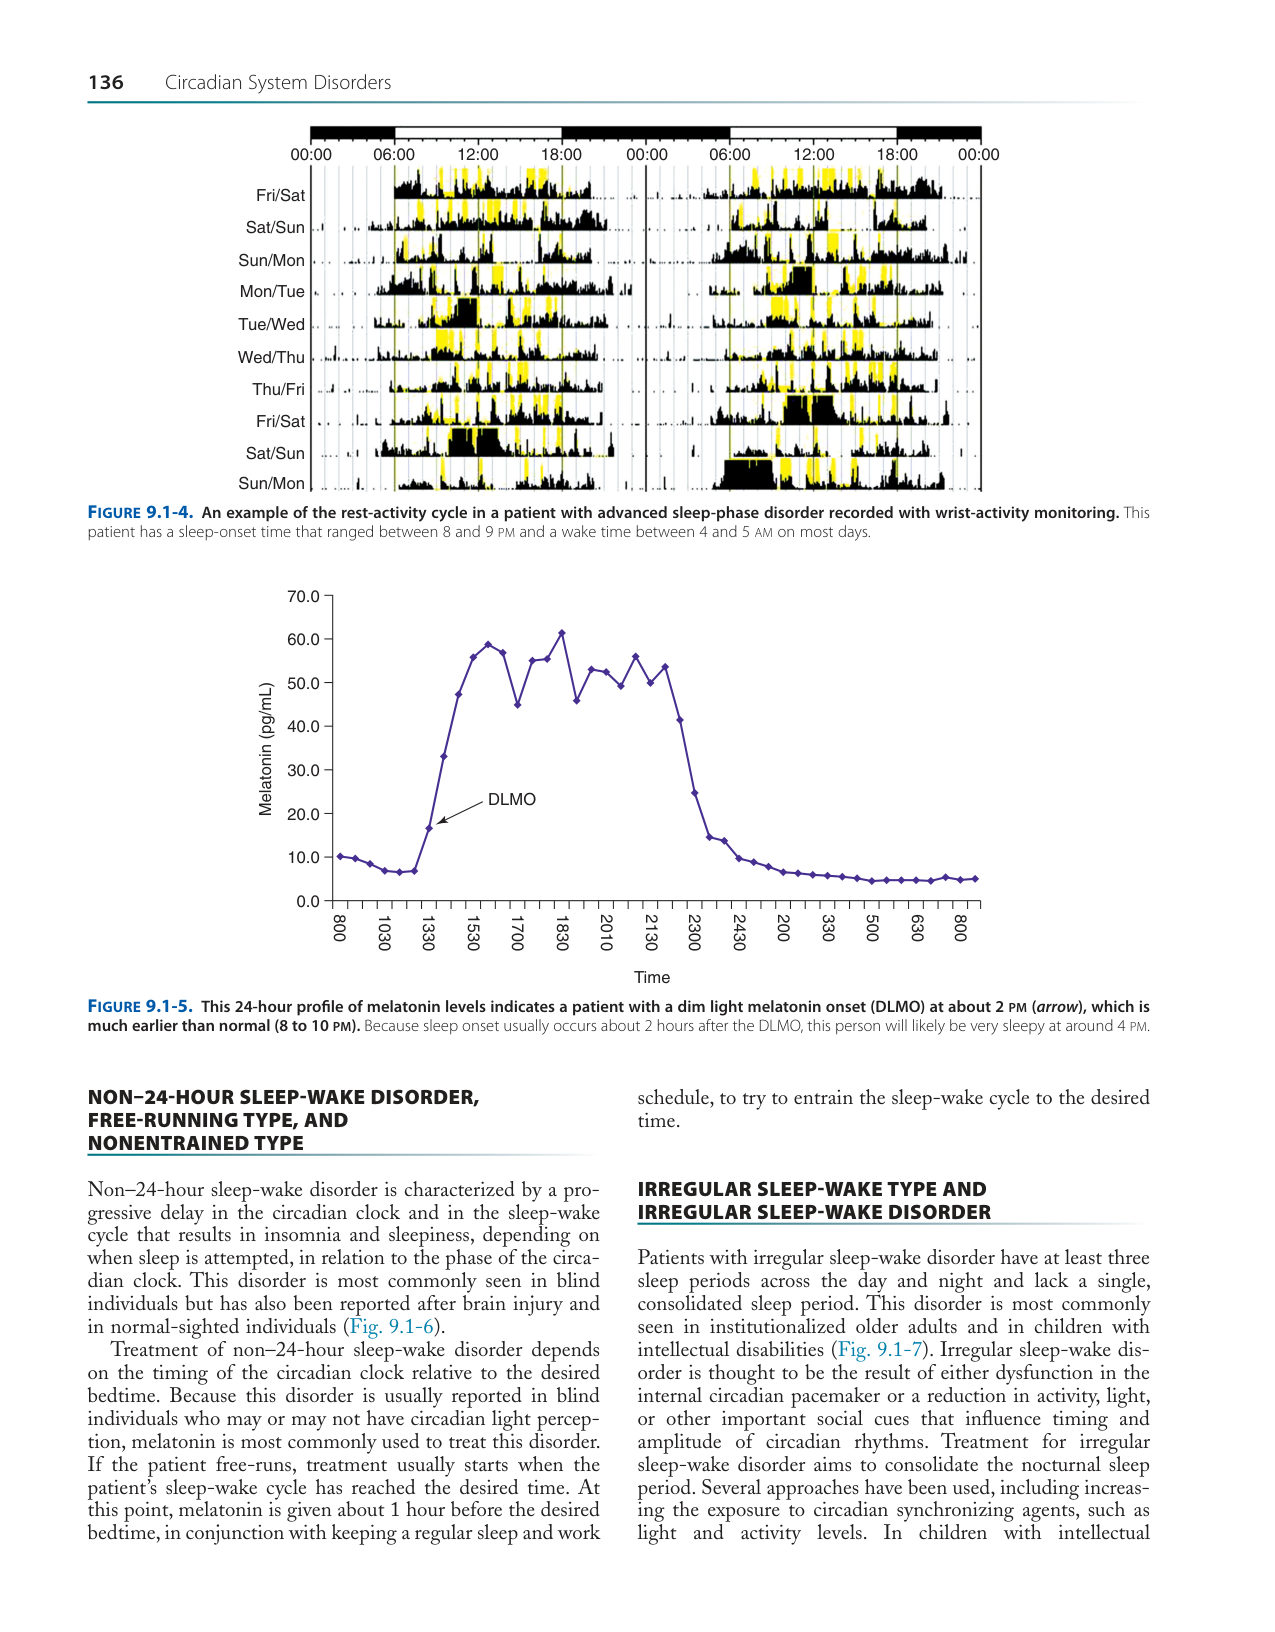 136 Circadian System Disorders
00:00 06:00 12:00 18:00 00:00 06:00 12:00 18:00 00:00
Fri/Sat
Sat/Sun
Sun/Mon
Mon/Tue
Tue/Wed
Wed/Thu
Thu/Fri
Fri/Sat
Sat/Sun
Sun/Mon
FIGURE 9.1-4. An example of the rest-activity cycle in a patient with advanced sleep-phase disorder recorded with wrist-activity monitoring. This
patient has a sleep-onset time that ranged between 8 and 9 PM and a wake time between 4 and 5 AM on most days.
70.0
60.0
50.0
40.0
30.0
20.0
10.0
0.0
Melatonin (pg/mL)
DLMO
800 1030 1330 1530 1700 1830 2010 2130 2300 2430 200 330 500 630 800
Time
FIGURE 9.1-5. This 24-hour profile of melatonin levels indicates a patient with a dim light melatonin onset (DLMO) at about 2 PM (arrow), which is
much earlier than normal (8 to 10 PM). Because sleep onset usually occurs about 2 hours after the DLMO, this person will likely be very sleepy at around 4 PM.
NON–24-HOUR SLEEP-WAKE DISORDER,
FREE-RUNNING TYPE, AND
NONENTRAINED TYPE
Non–24-hour sleep-wake disorder is characterized by a pro-
gressive delay in the circadian clock and in the sleep-wake
cycle that results in insomnia and sleepiness, depending on
when sleep is attempted, in relation to the phase of the circa-
dian clock. This disorder is most commonly seen in blind
individuals but has also been reported after brain injury and
in normal-sighted individuals (Fig. 9.1-6).
Treatment of non–24-hour sleep-wake disorder depends
on the timing of the circadian clock relative to the desired
bedtime. Because this disorder is usually reported in blind
individuals who may or may not have circadian light percep-
tion, melatonin is most commonly used to treat this disorder.
If the patient free-runs, treatment usually starts when the
patient's sleep-wake cycle has reached the desired time. At
this point, melatonin is given about 1 hour before the desired
bedtime, in conjunction with keeping a regular sleep and work
schedule, to try to entrain the sleep-wake cycle to the desired
time.
IRREGULAR SLEEP-WAKE TYPE AND
IRREGULAR SLEEP-WAKE DISORDER
Patients with irregular sleep-wake disorder have at least three
sleep periods across the day and night and lack a single,
consolidated sleep period. This disorder is most commonly
seen in institutionalized older adults and in children with
intellectual disabilities (Fig. 9.1-7). Irregular sleep-wake dis-
order is thought to be the result of either dysfunction in the
internal circadian pacemaker or a reduction in activity, light,
or other important social cues that influence timing and
amplitude of circadian rhythms. Treatment for irregular
sleep-wake disorder aims to consolidate the nocturnal sleep
period. Several approaches have been used, including increas-
ing the exposure to circadian synchronizing agents, such as
light and activity levels. In children with intellectual